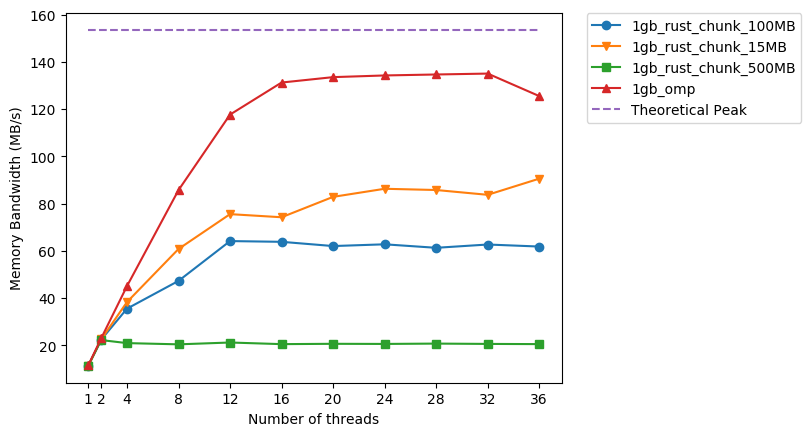 160
140
120
100
80
60
40
20
Memory Bandwidth (MB/s)
1 2 4 8 12 16 20 24 28 32 36
Number of threads
1gb_rust_chunk_100MB
1gb_rust_chunk_15MB
1gb_rust_chunk_500MB
1gb_omp
Theoretical Peak